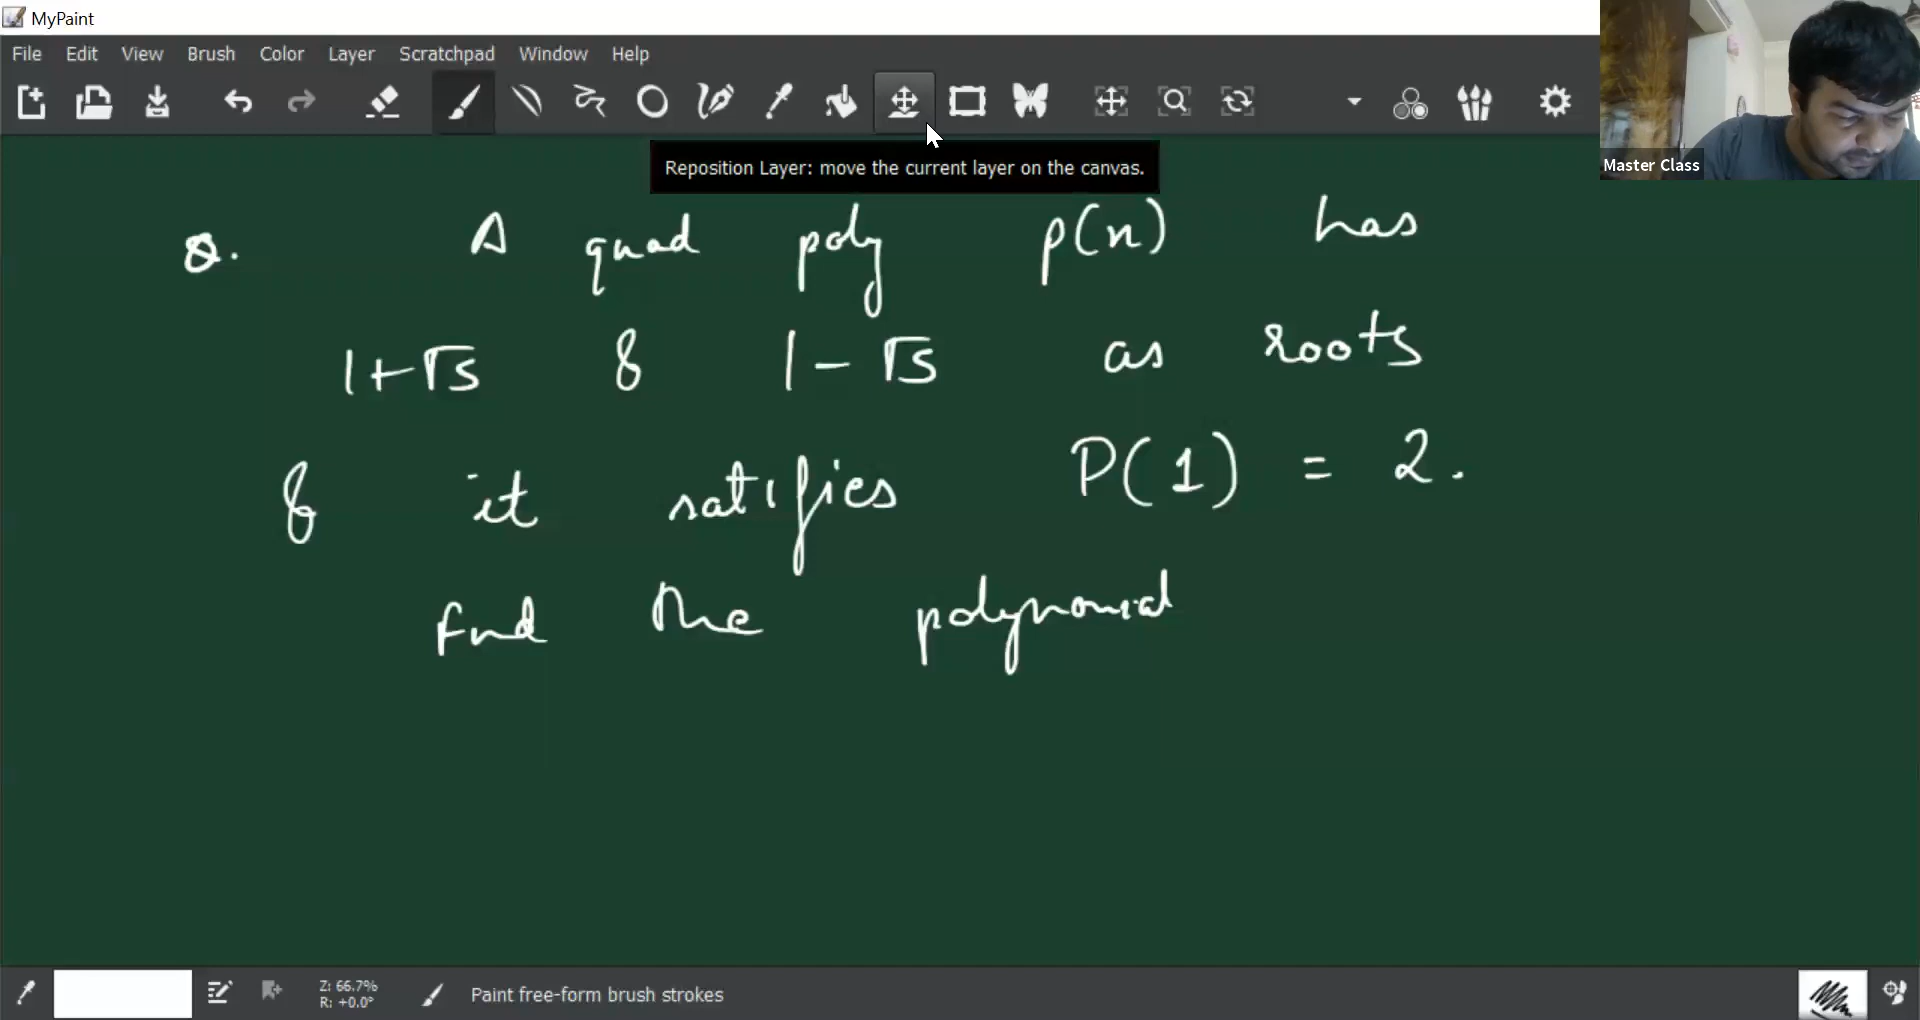 MyPaint
File Edit View Brush Color Layer Scratchpad Window Help
Reposition Layer: move the current layer on the canvas.
Master Class
Q. A quad poly p(x) has
1+√5 & 1-√5 as roots
& it satifies P(1) = 2.
find the polynomial
Z: 66.7%
R: +0.0°
Paint free-form brush strokes